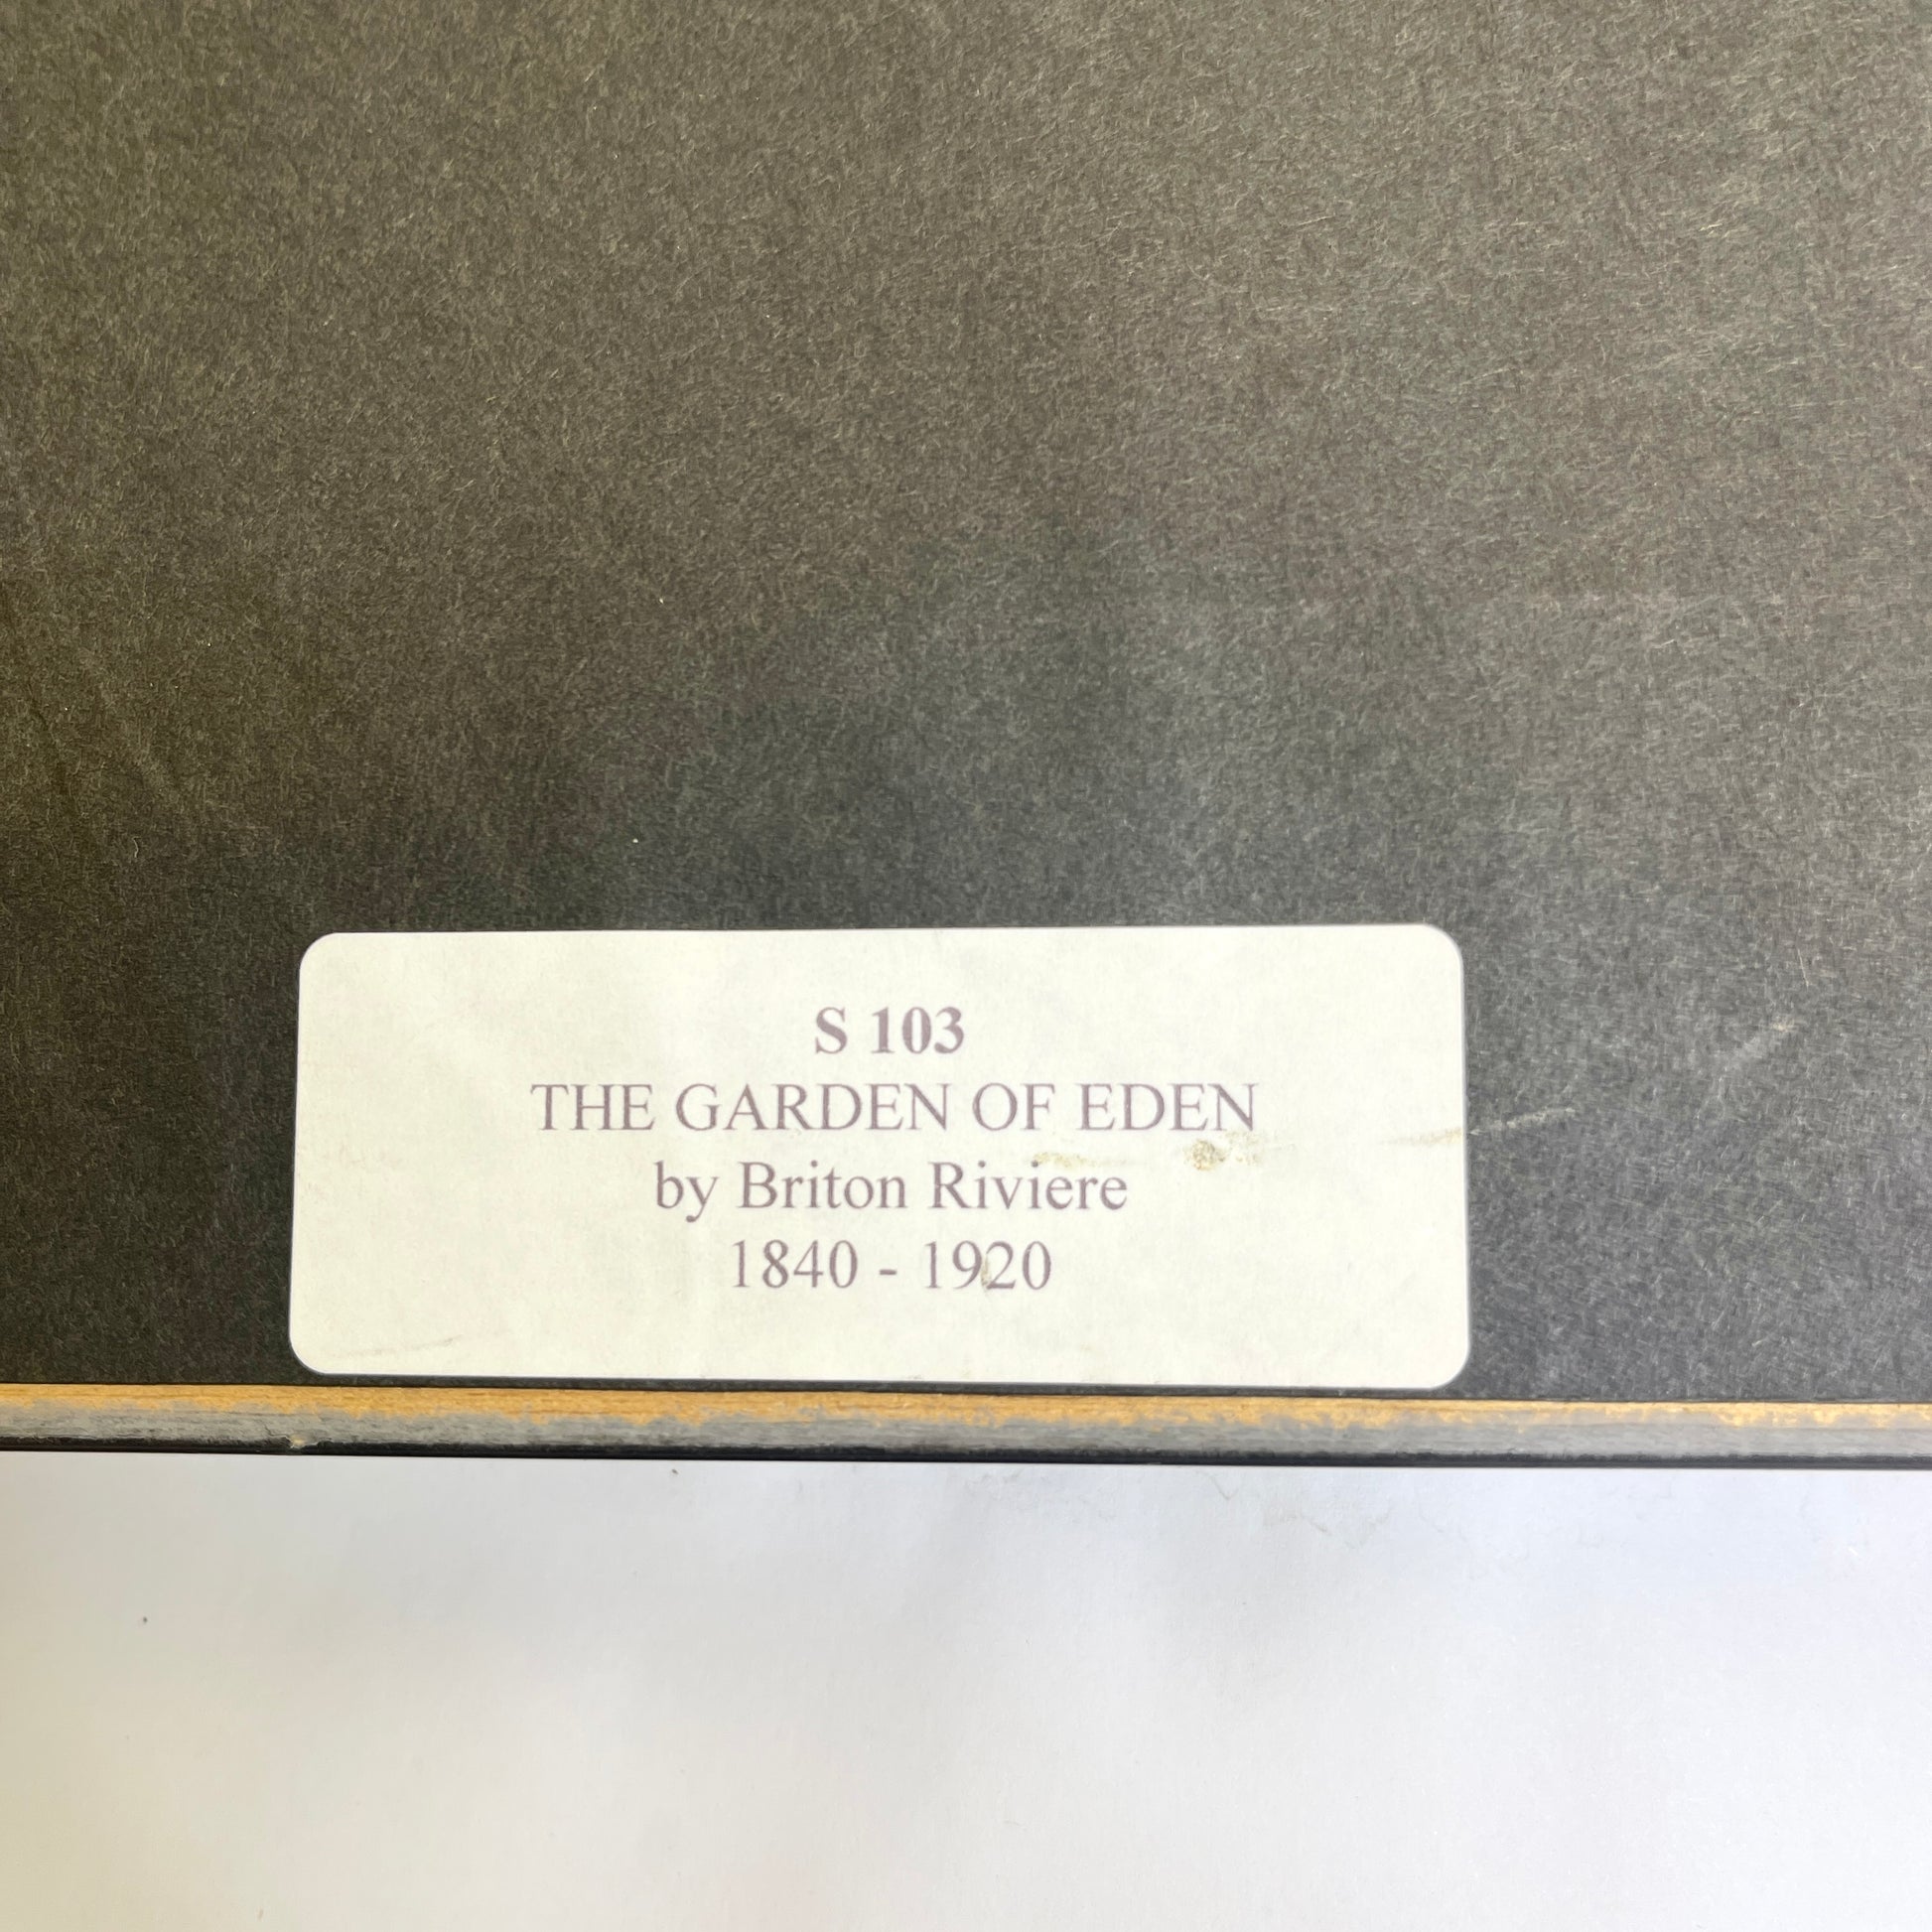 S 103
THE GARDEN OF EDEN
by Briton Riviere
1840 - 1920